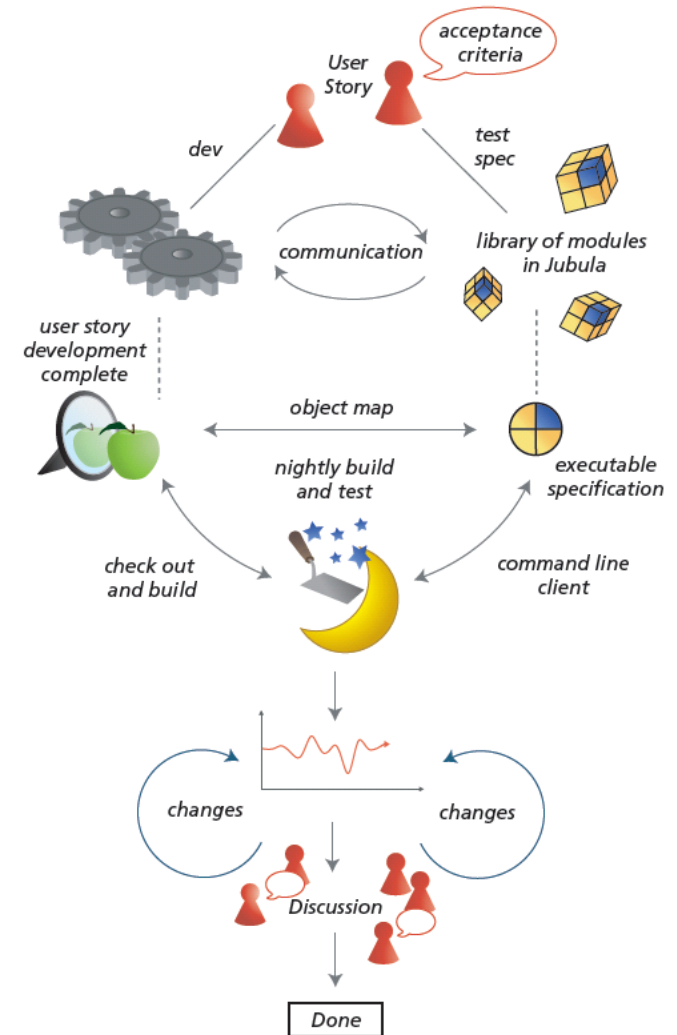 acceptance
criteria
User
Story
dev
test
spec
communication
library of modules
in Jubula
user story
development
complete
object map
nightly build
and test
executable
specification
check out
and build
command line
client
changes
changes
Discussion
Done